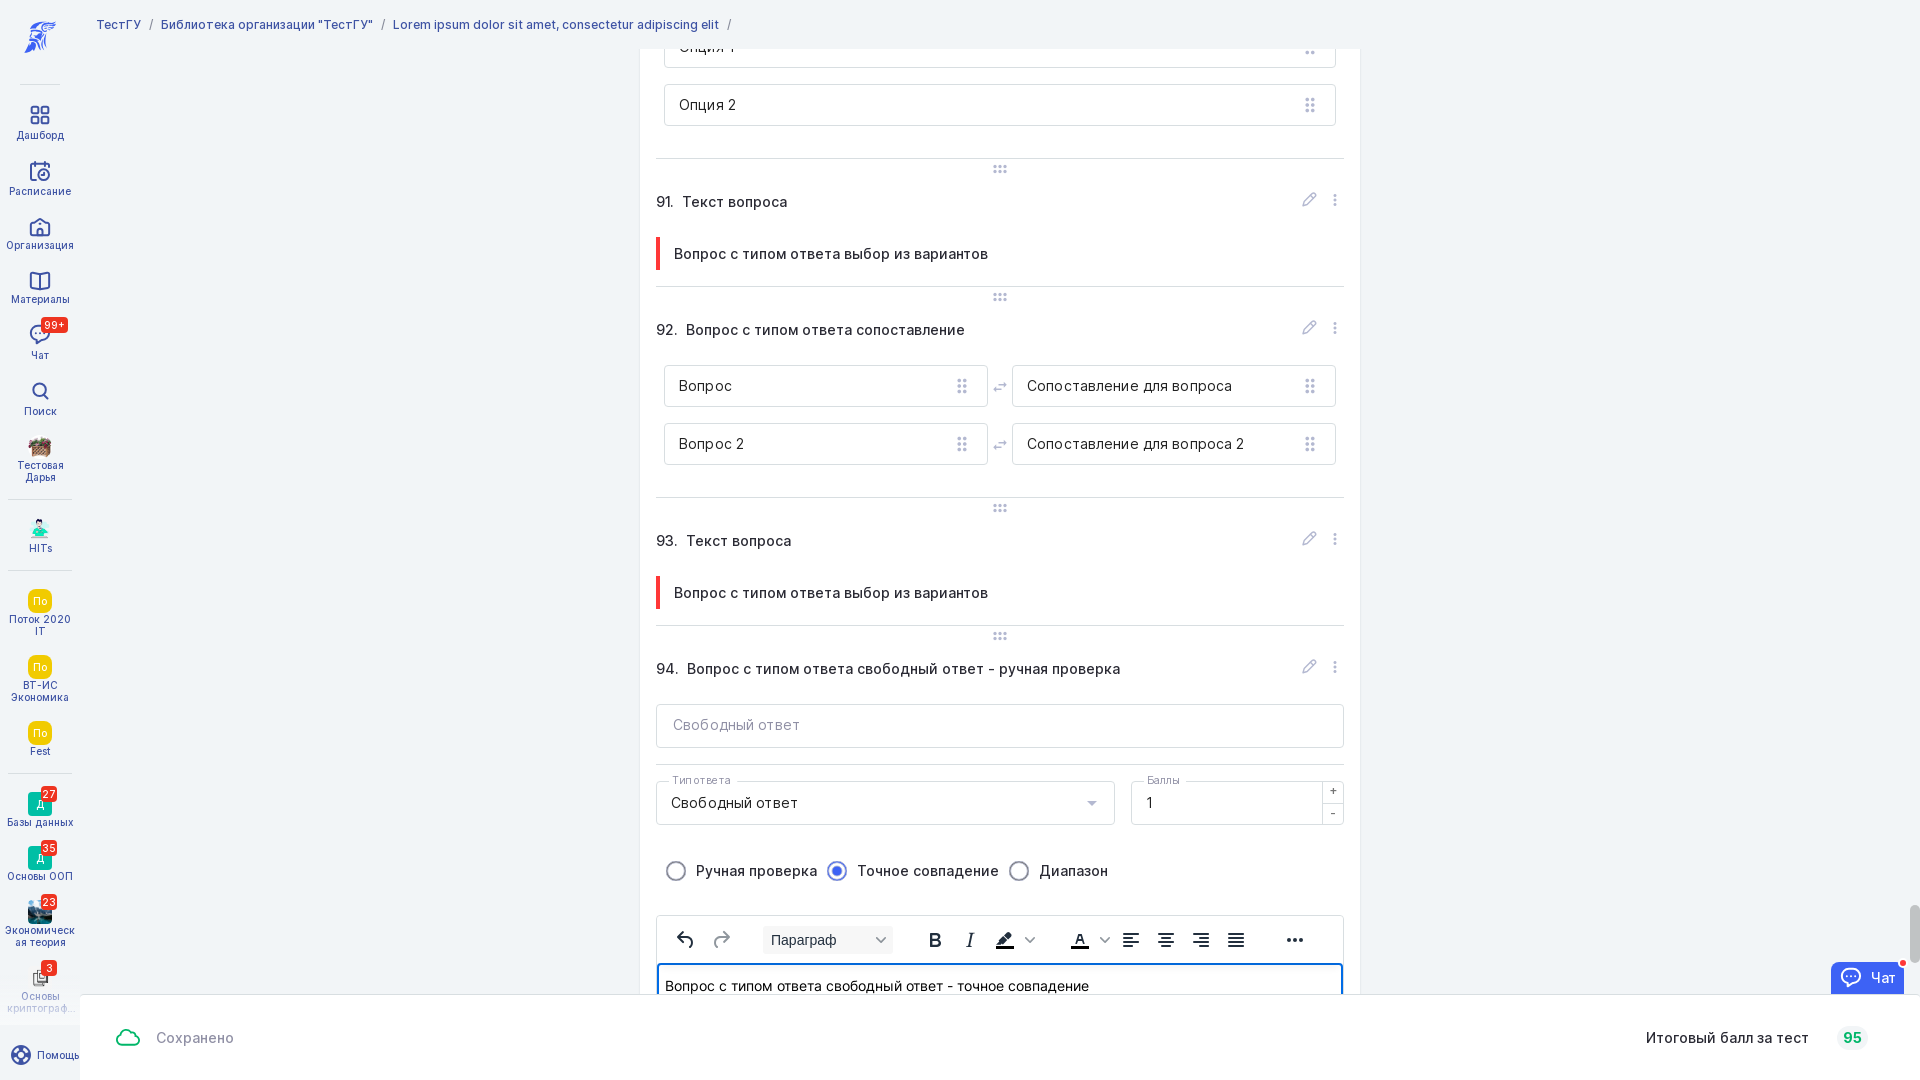 ТестГУ / Библиотека организации "ТестГУ" / Lorem ipsum dolor sit amet, consectetur adipiscing elit /
Дашборд
Расписание
Организация
Материалы
99+
Чат
Поиск
Тестовая
Дарья
HITs
По
Поток 2020
IT
По
ВТ-ИС
Экономика
По
Fest
27
Д
Базы данных
35
Д
Основы ООП
23
Экономическ
ая теория
3
Основы
криптограф...
Помощь
Опция 1
Опция 2
91. Текст вопроса
Вопрос с типом ответа выбор из вариантов
92. Вопрос с типом ответа сопоставление
Вопрос Сопоставление для вопроса
Вопрос 2 Сопоставление для вопроса 2
93. Текст вопроса
Вопрос с типом ответа выбор из вариантов
94. Вопрос с типом ответа свободный ответ - ручная проверка
Свободный ответ
Тип ответа Баллы
Свободный ответ 1 + -
Ручная проверка Точное совпадение Диапазон
Параграф B I A
Вопрос с типом ответа свободный ответ - точное совпадение
Чат
Сохранено Итоговый балл за тест 95